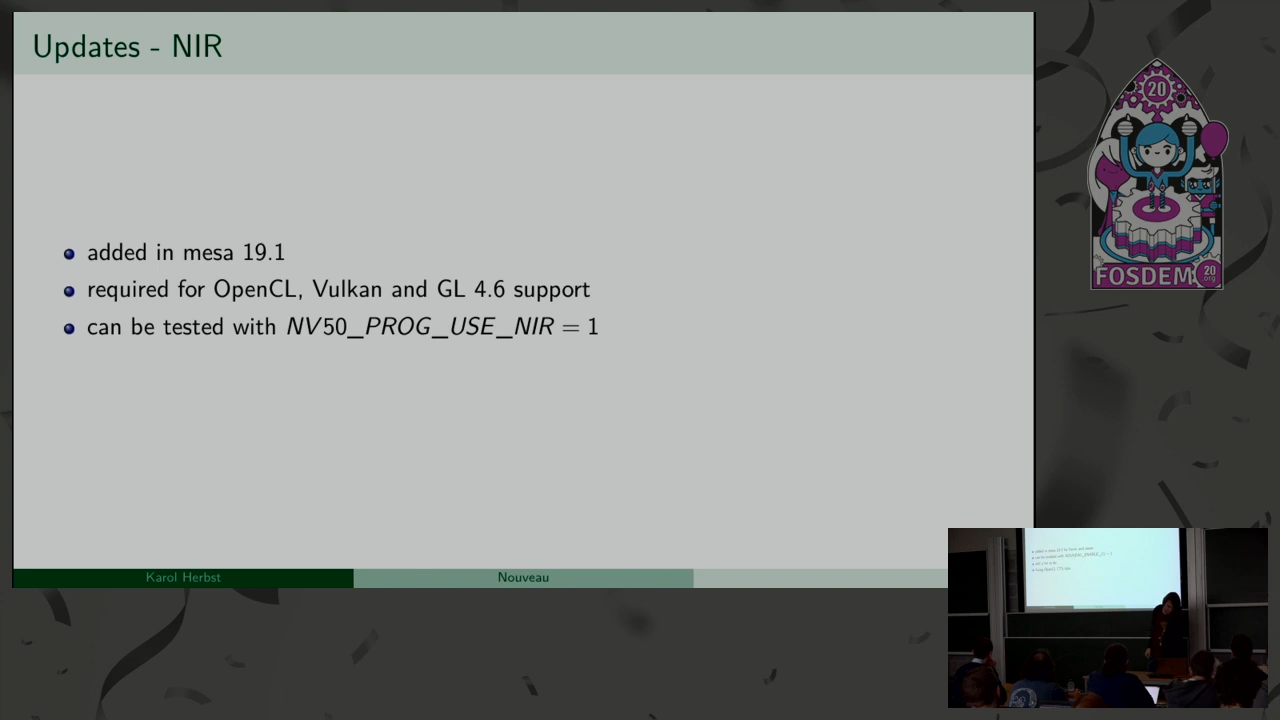 Updates - NIR
added in mesa 19.1
required for OpenCL, Vulkan and GL 4.6 support
can be tested with NV50_PROG_USE_NIR = 1
Karol Herbst
Nouveau
20
FOSDEM
20
.org